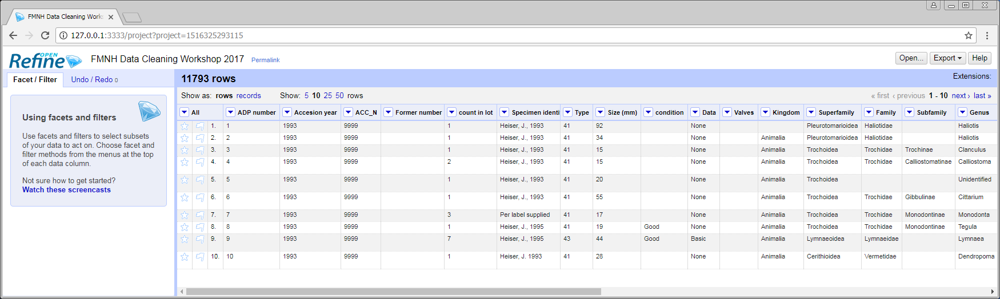 FMNH Data Cleaning Works
127.0.0.1:3333/project?project=1516325293115
OPEN
Refine
FMNH Data Cleaning Workshop 2017 Permalink
Open... Export Help
Facet / Filter Undo / Redo 0
11793 rows
Extensions:
Show as: rows records Show: 5 10 25 50 rows
« first ‹ previous 1 - 10 next › last »
Using facets and filters
Use facets and filters to select subsets
of your data to act on. Choose facet and
filter methods from the menus at the top
of each data column.
Not sure how to get started?
Watch these screencasts
All ADP number Accesion year ACC_N Former number count in lot Specimen identi Type Size (mm) condition Data Valves Kingdom Superfamily Family Subfamily Genus
1. 1 1993 9999 1 Heiser, J., 1993 41 92 None Pleurotomarioidea Haliotidae Haliotis
2. 2 1993 9999 1 Heiser, J., 1993 41 34 None Animalia Pleurotomarioidea Haliotidae Haliotis
3. 3 1993 9999 1 Heiser, J., 1993 41 15 None Animalia Trochoidea Trochidae Trochinae Clanculus
4. 4 1993 9999 2 Heiser, J., 1993 41 15 None Animalia Trochoidea Trochidae Calliostomatinae Calliostoma
5. 5 1993 9999 1 Heiser, J., 1993 41 20 None Animalia Trochoidea Unidentified
6. 6 1993 9999 1 Heiser, J., 1993 41 55 None Animalia Trochoidea Trochidae Gibbulinae Cittarium
7. 7 1993 9999 3 Per label supplied 41 17 None Animalia Trochoidea Trochidae Monodontinae Monodonta
8. 8 1993 9999 1 Heiser, J., 1995 41 19 Good None Animalia Trochoidea Trochidae Monodontinae Tegula
9. 9 1993 9999 7 Heiser, J., 1995 43 44 Good Basic Animalia Lymnaeoidea Lymnaeidae Lymnaea
10. 10 1993 9999 1 Heiser, J. 1993 41 28 None Animalia Cerithioidea Vermetidae Dendropoma